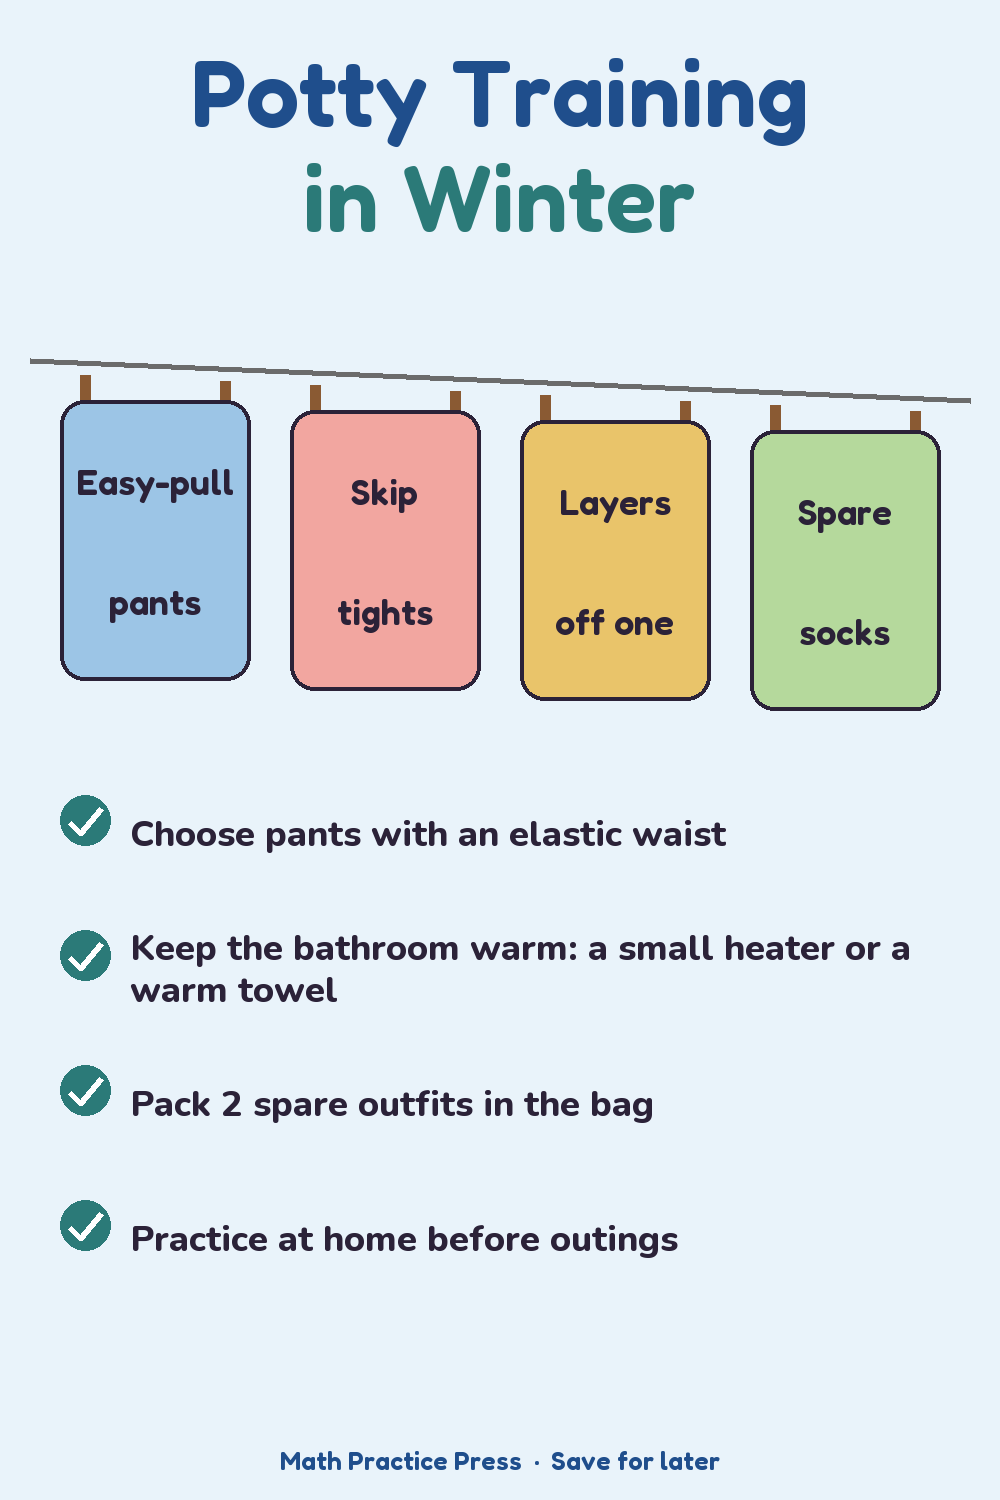 Potty Training
in Winter
Easy-pull
pants
Skip
tights
Layers
off one
Spare
socks
Choose pants with an elastic waist
Keep the bathroom warm: a small heater or a
warm towel
Pack 2 spare outfits in the bag
Practice at home before outings
Math Practice Press · Save for later